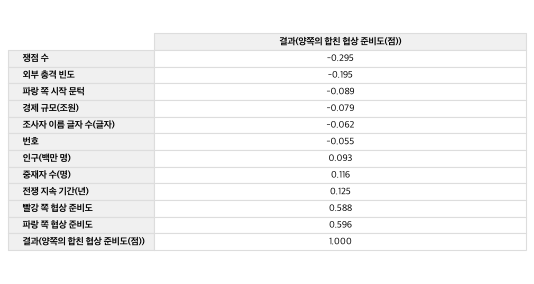 결과(양쪽의 합친 협상 준비도(점))
쟁점 수 -0.295
외부 충격 빈도 -0.195
파랑 쪽 시작 문턱 -0.089
경제 규모(조원) -0.079
조사자 이름 글자 수(글자) -0.062
번호 -0.055
인구(백만 명) 0.093
중재자 수(명) 0.116
전쟁 지속 기간(년) 0.125
빨강 쪽 협상 준비도 0.588
파랑 쪽 협상 준비도 0.596
결과(양쪽의 합친 협상 준비도(점)) 1.000